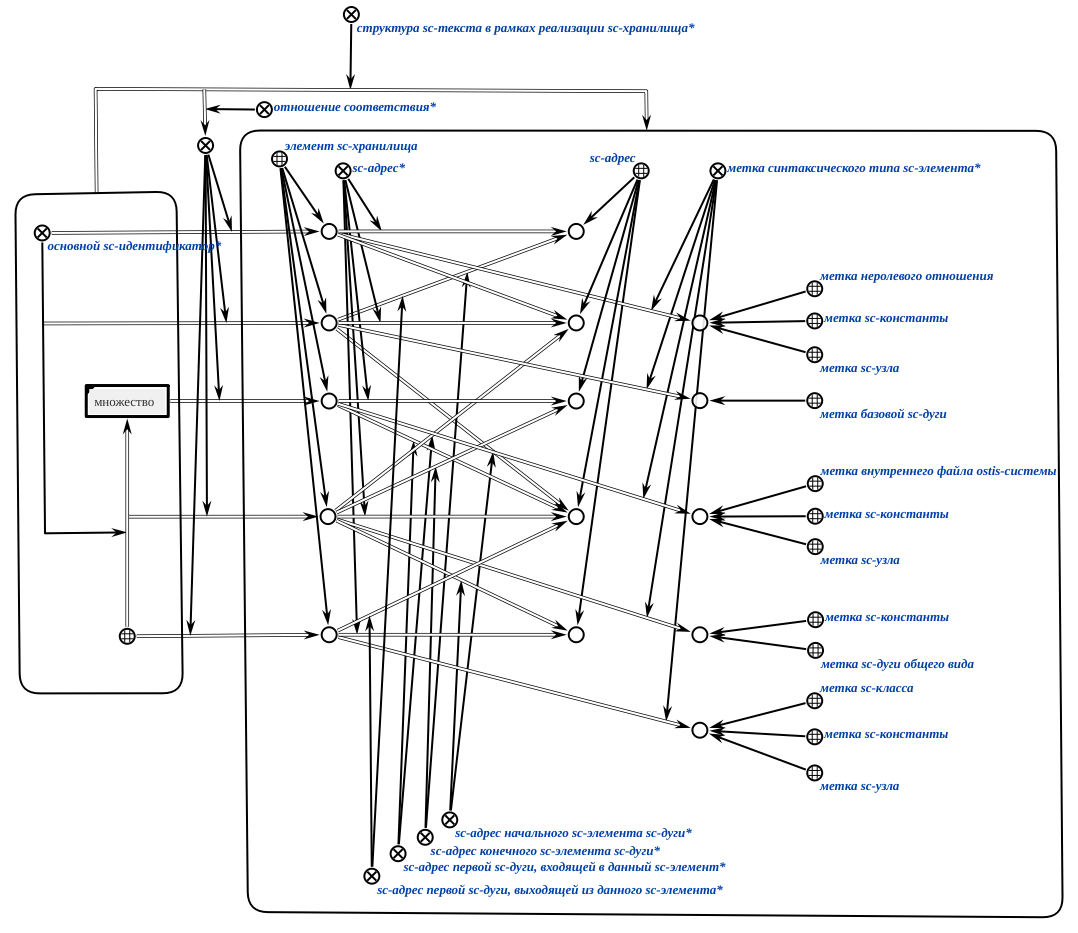 структура sc-текста в рамках реализации sc-хранилища*
отношение соответствия*
элемент sc-хранилища
sc-адрес*
sc-адрес
метка синтаксического типа sc-элемента*
основной sc-идентификатор*
метка неролевого отношения
метка sc-константы
метка sc-узла
множество
метка базовой sc-дуги
метка внутреннего файла ostis-системы
метка sc-константы
метка sc-узла
метка sc-константы
метка sc-дуги общего вида
метка sc-класса
метка sc-константы
метка sc-узла
sc-адрес начального sc-элемента sc-дуги*
sc-адрес конечного sc-элемента sc-дуги*
sc-адрес первой sc-дуги, входящей в данный sc-элемент*
sc-адрес первой sc-дуги, выходящей из данного sc-элемента*